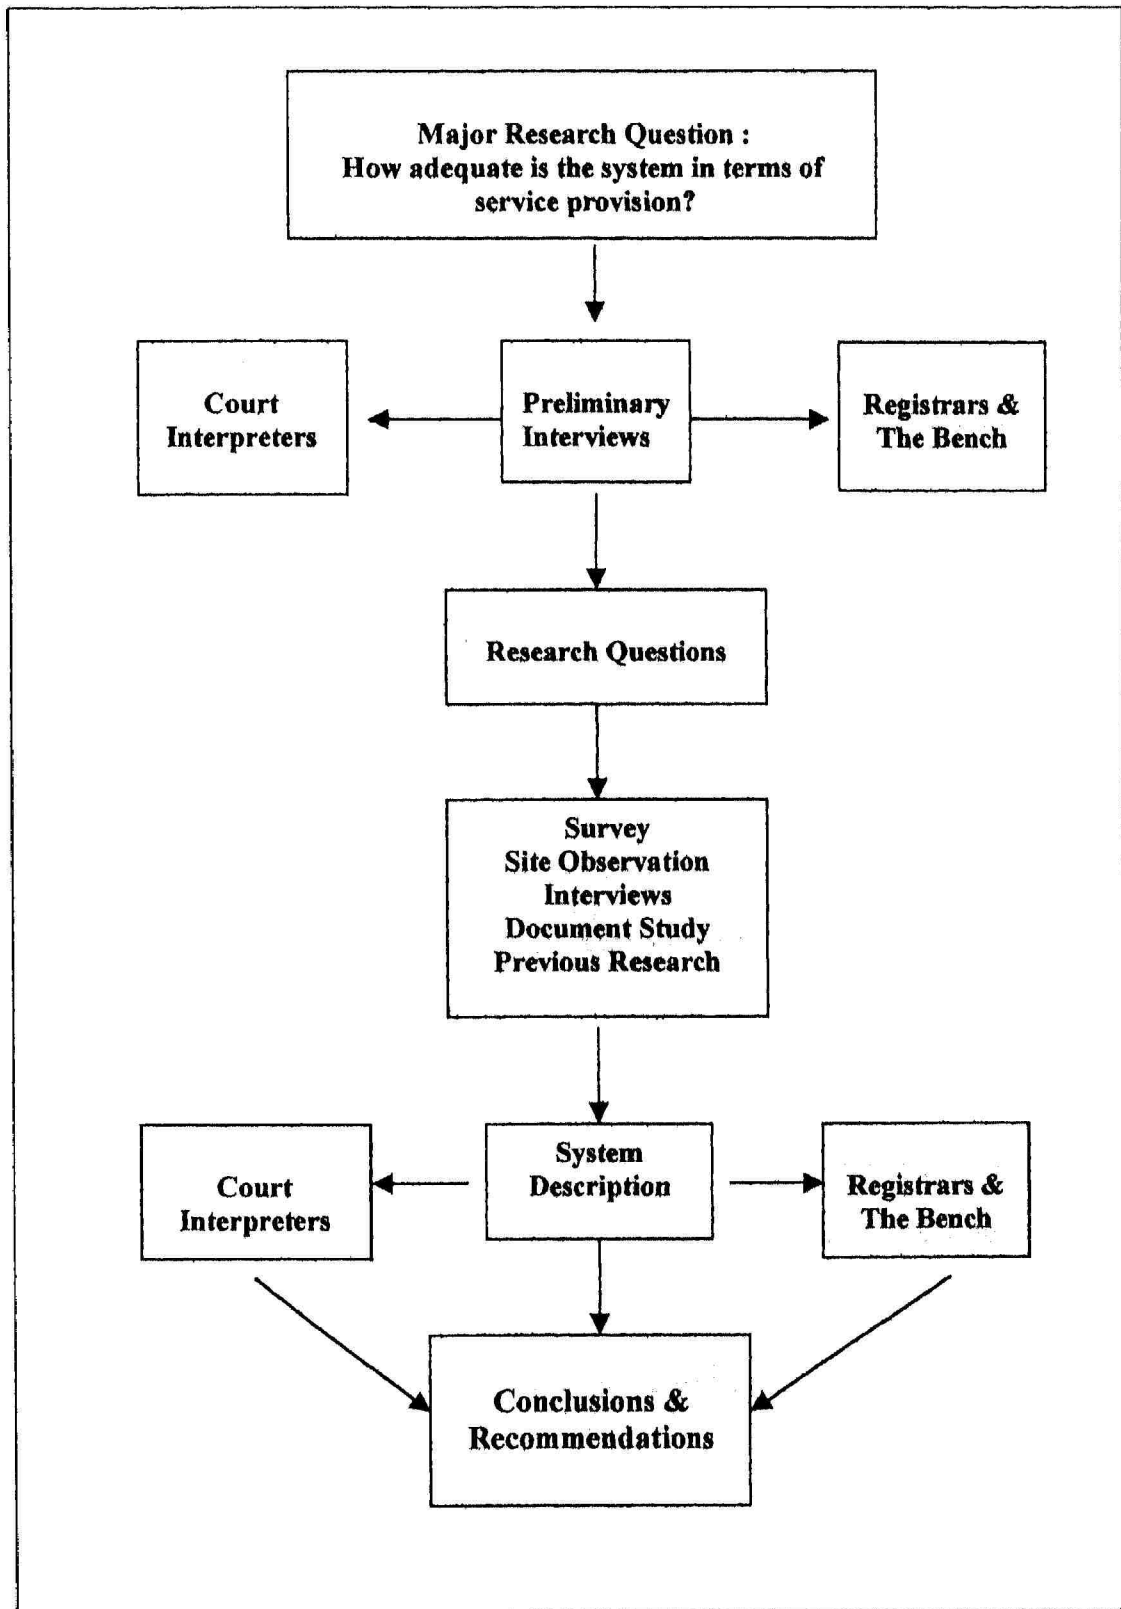 Major Research Question :
How adequate is the system in terms of
service provision?
Court
Interpreters
Preliminary
Interviews
Registrars &
The Bench
Research Questions
Survey
Site Observation
Interviews
Document Study
Previous Research
Court
Interpreters
System
Description
Registrars &
The Bench
Conclusions &
Recommendations